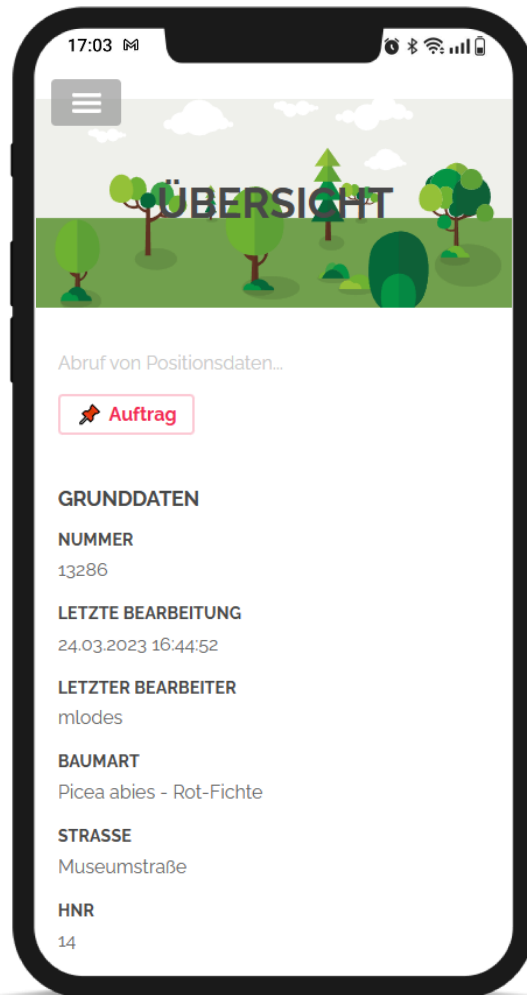 17:03
ÜBERSICHT
Abruf von Positionsdaten...
Auftrag
GRUNDDATEN
NUMMER
13286
LETZTE BEARBEITUNG
24.03.2023 16:44:52
LETZTER BEARBEITER
mlodes
BAUMART
Picea abies - Rot-Fichte
STRASSE
Museumstraße
HNR
14